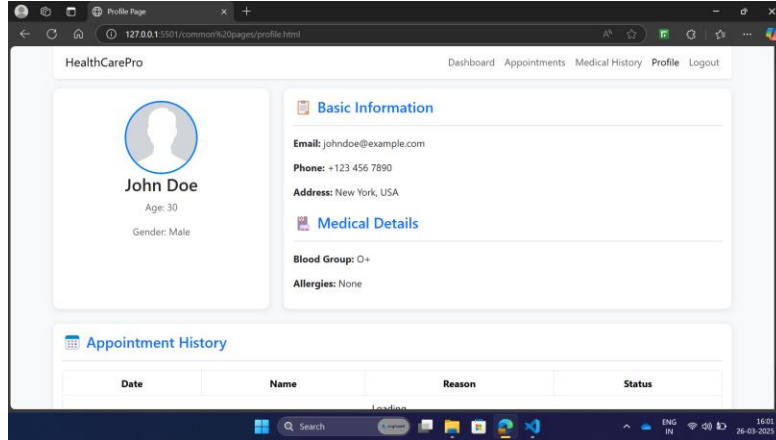 Profile Page
127.0.0.1:5501/common%20pages/profile.html
HealthCarePro
Dashboard Appointments Medical History Profile Logout
John Doe
Age: 30
Gender: Male
Basic Information
Email: johndoe@example.com
Phone: +123 456 7890
Address: New York, USA
Medical Details
Blood Group: O+
Allergies: None
Appointment History
Date Name Reason Status
Loading
Search
ENG
IN
16:01
26-03-2025